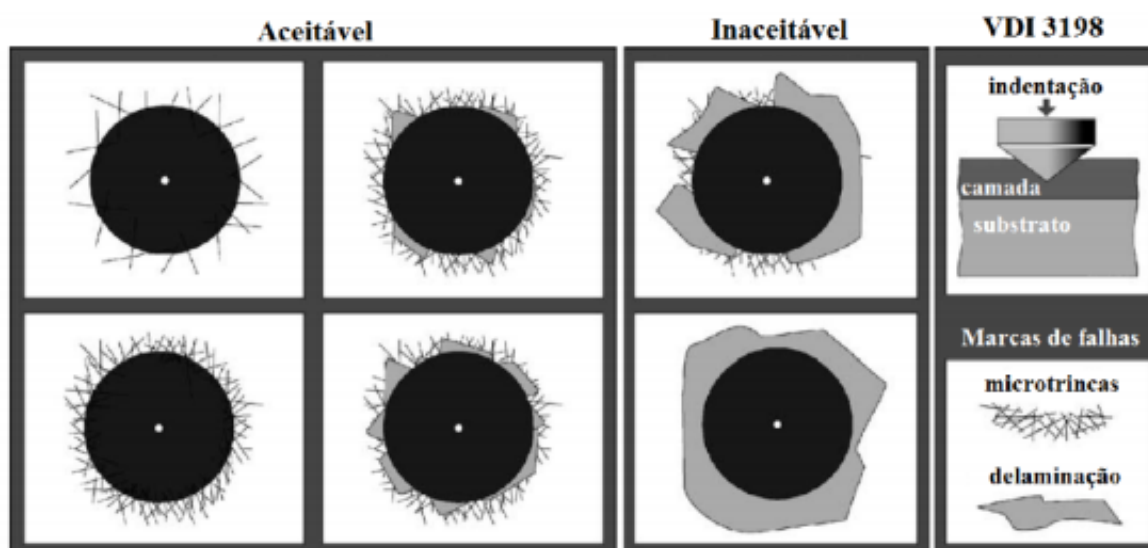 Aceitável
Inaceitável
VDI 3198
indentação
camada
substrato
Marcas de falhas
microtrincas
delaminação